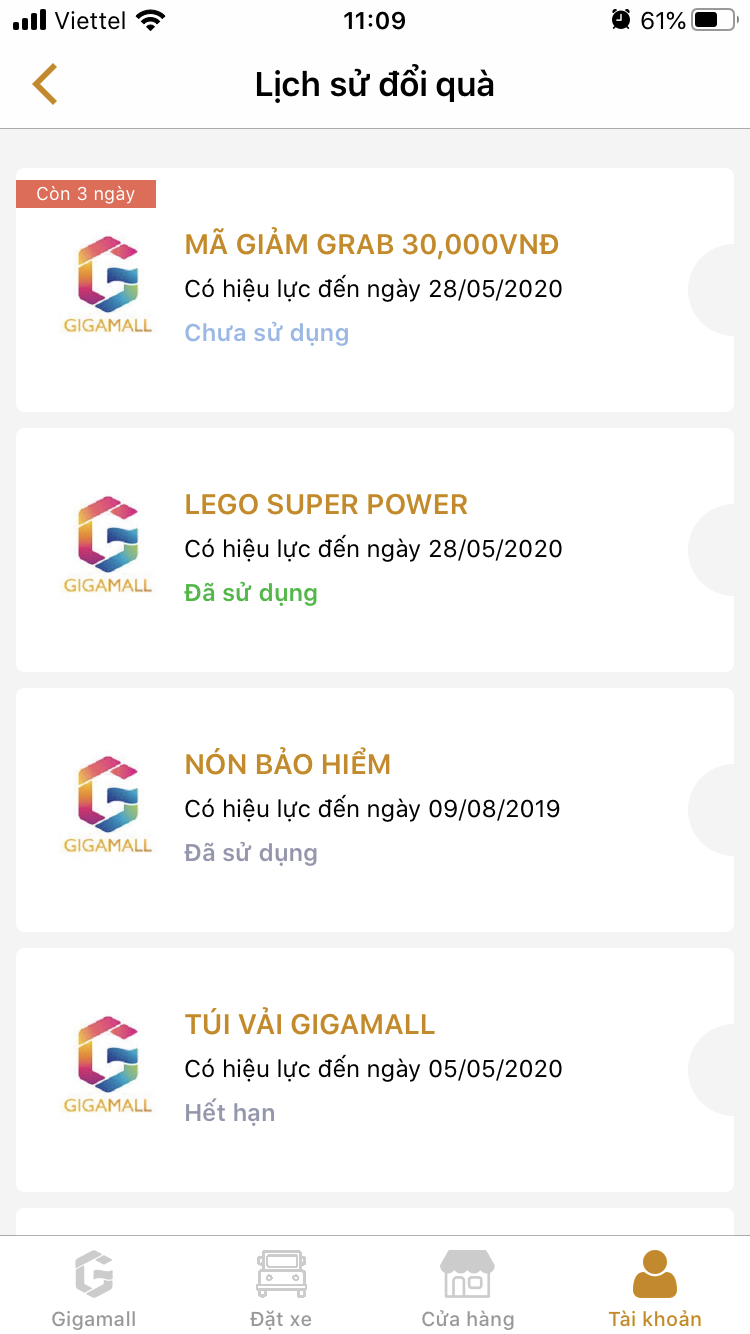 Viettel 11:09 61%
Lịch sử đổi quà
Còn 3 ngày
MÃ GIẢM GRAB 30,000VNĐ
Có hiệu lực đến ngày 28/05/2020
GIGAMALL
Chưa sử dụng
LEGO SUPER POWER
Có hiệu lực đến ngày 28/05/2020
GIGAMALL
Đã sử dụng
NÓN BẢO HIỂM
Có hiệu lực đến ngày 09/08/2019
GIGAMALL
Đã sử dụng
TÚI VẢI GIGAMALL
Có hiệu lực đến ngày 05/05/2020
GIGAMALL
Hết hạn
Gigamall Đặt xe Cửa hàng Tài khoản